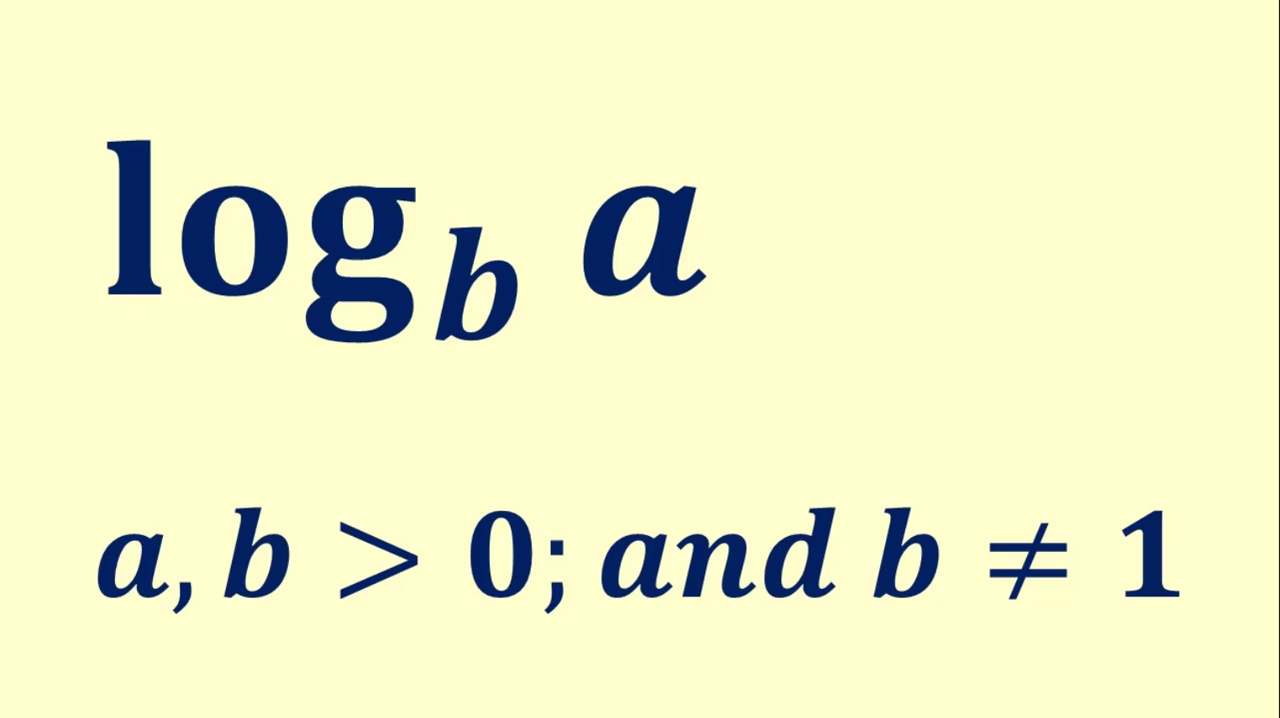 log_b a
a, b > 0; and b ≠ 1